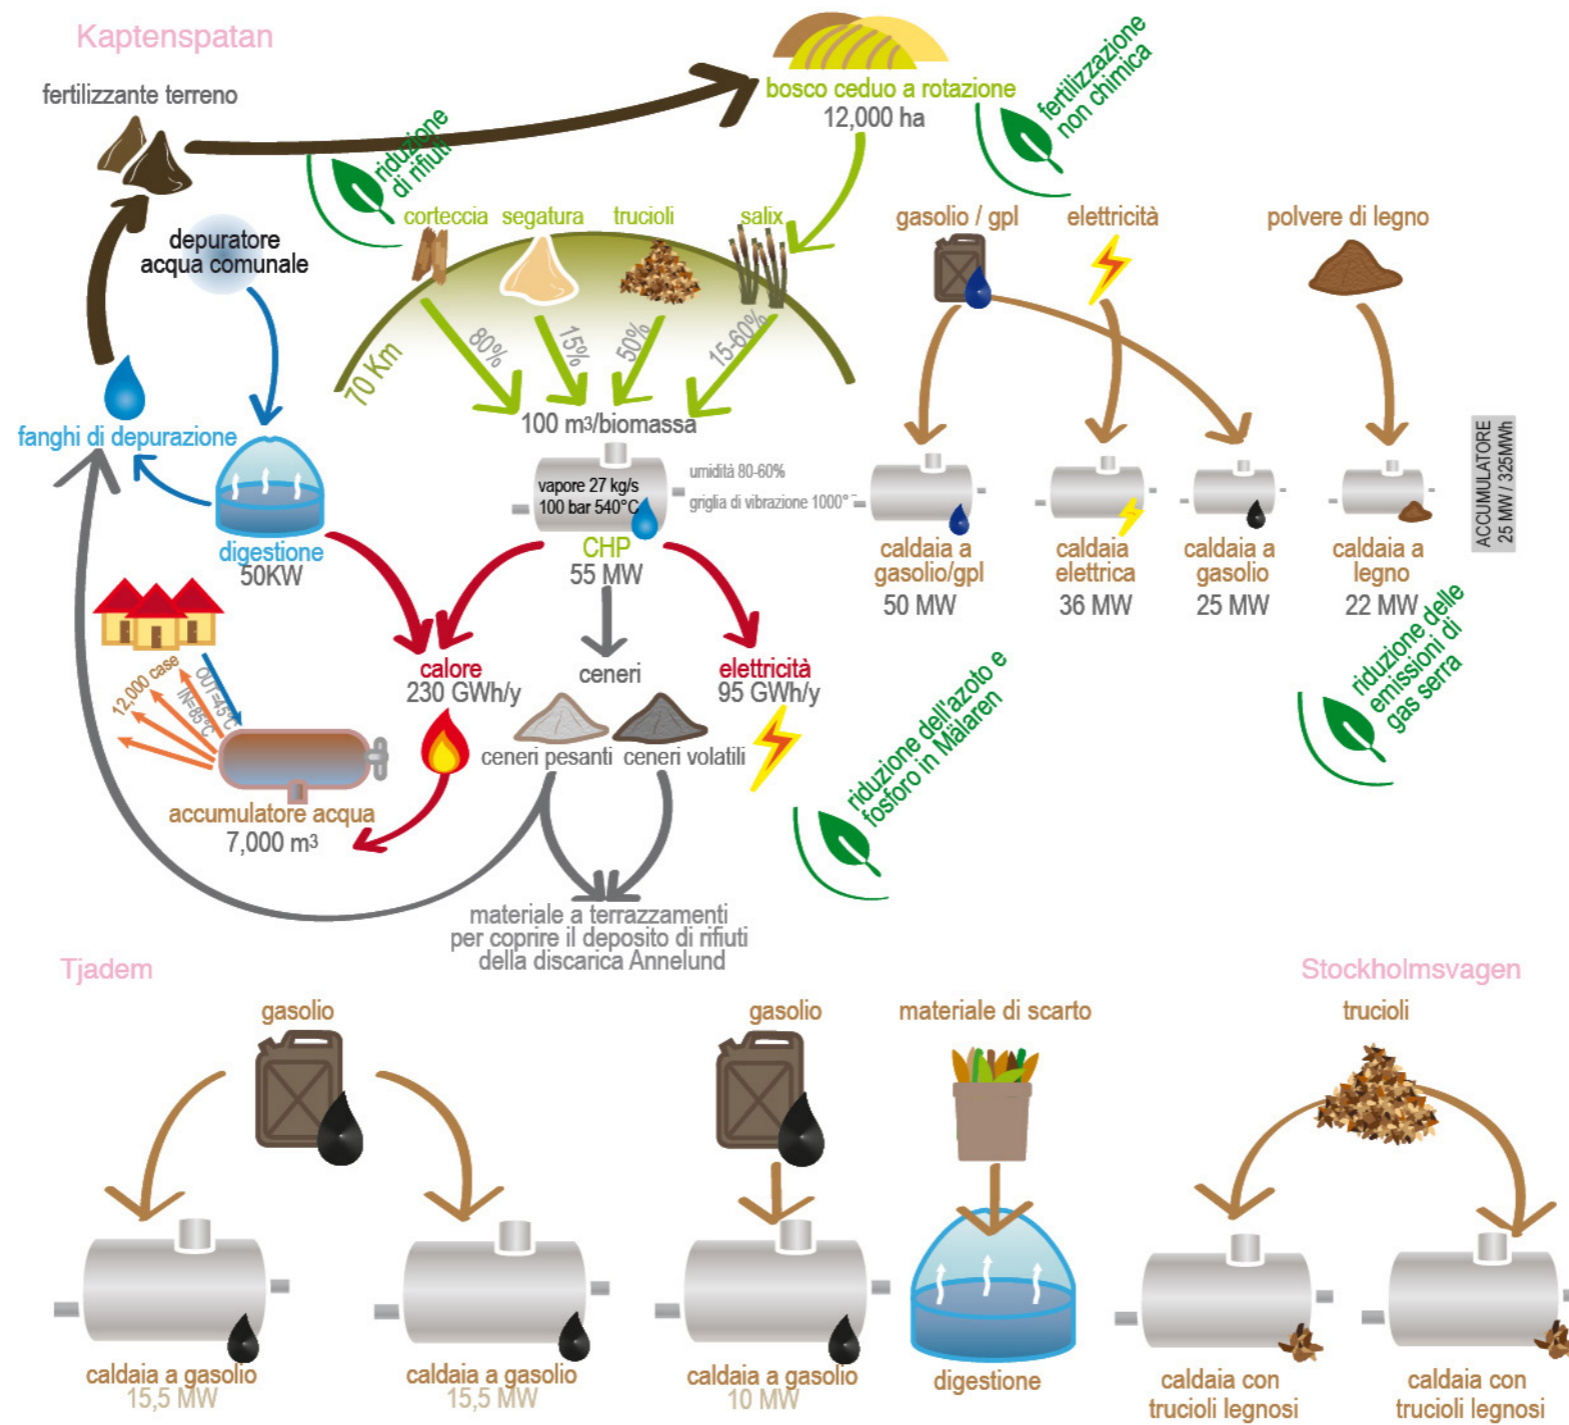 Kaptenspatan
fertilizzante terreno
riduzione
di rifiuti
bosco ceduo a rotazione
12,000 ha
fertilizzazione
non chimica
depuratore
acqua comunale
corteccia
segatura
trucioli
salix
gasolio / gpl
elettricità
polvere di legno
70 Km
80%
15%
50%
15-60%
100 m3/biomassa
fanghi di depurazione
vapore 27 kg/s
100 bar 540°C
umidità 80-60%
griglia di vibrazione 1000°
digestione
50KW
CHP
55 MW
caldaia a
gasolio/gpl
50 MW
caldaia
elettrica
36 MW
caldaia a
gasolio
25 MW
caldaia a
legno
22 MW
ACCUMULATORE
25 MW / 325MWh
12,000 case
IN=85°C
OUT=45°C
calore
230 GWh/y
ceneri
elettricità
95 GWh/y
ceneri pesanti
ceneri volatili
riduzione dell'azoto e
fosforo in Mälaren
riduzione delle
emissioni di
gas serra
accumulatore acqua
7,000 m3
materiale a terrazzamenti
per coprire il deposito di rifiuti
della discarica Annelund
Tjadem
Stockholmsvagen
gasolio
gasolio
materiale di scarto
trucioli
caldaia a gasolio
15,5 MW
caldaia a gasolio
15,5 MW
caldaia a gasolio
10 MW
digestione
caldaia con
trucioli legnosi
caldaia con
trucioli legnosi